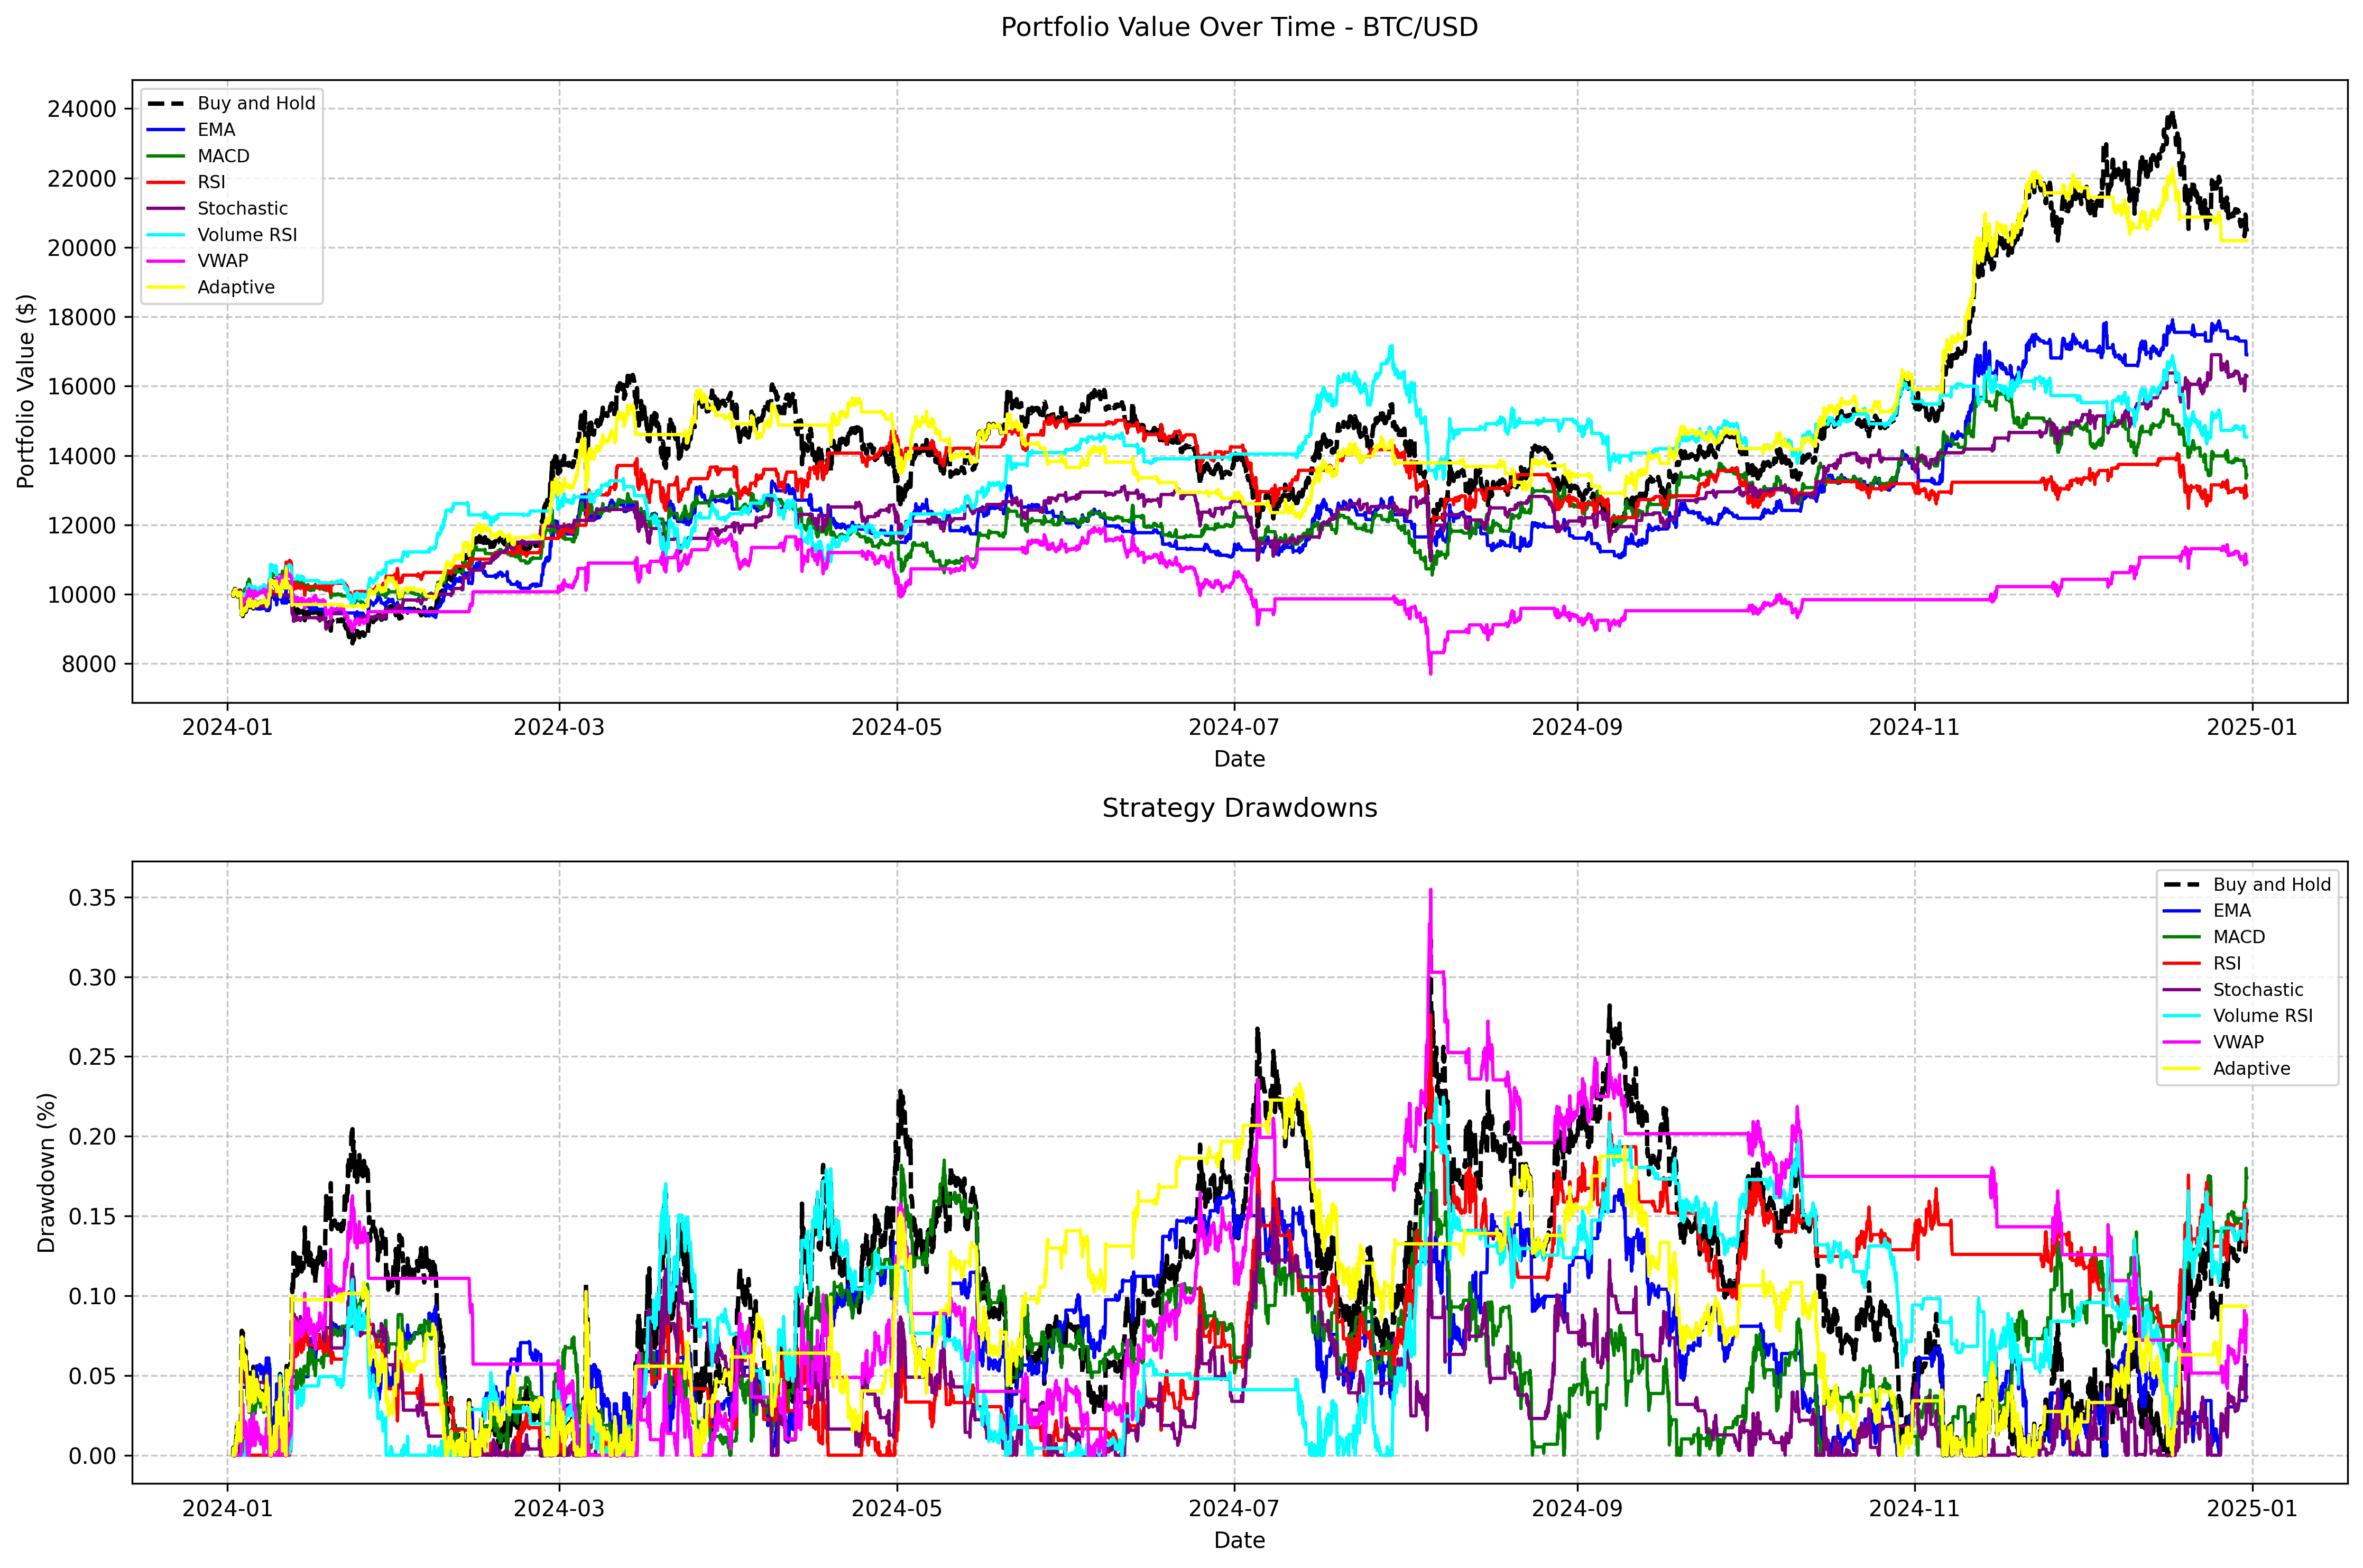 Portfolio Value Over Time - BTC/USD
Portfolio Value ($)
24000
22000
20000
18000
16000
14000
12000
10000
8000
Buy and Hold
EMA
MACD
RSI
Stochastic
Volume RSI
VWAP
Adaptive
2024-01 2024-03 2024-05 2024-07 2024-09 2024-11 2025-01
Date
Strategy Drawdowns
Drawdown (%)
0.35
0.30
0.25
0.20
0.15
0.10
0.05
0.00
Buy and Hold
EMA
MACD
RSI
Stochastic
Volume RSI
VWAP
Adaptive
2024-01 2024-03 2024-05 2024-07 2024-09 2024-11 2025-01
Date